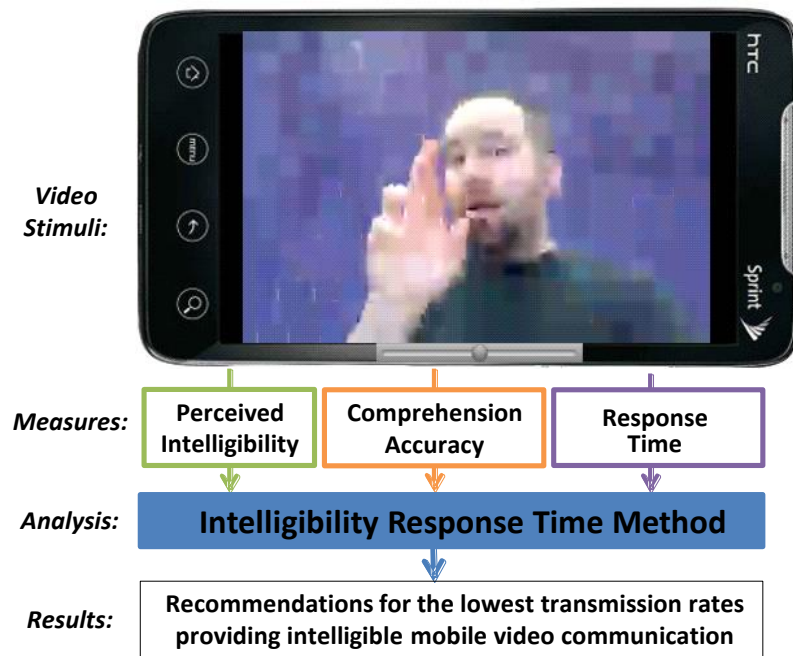 hTC
menu
Sprint
Video
Stimuli:
Measures:
Perceived
Intelligibility
Comprehension
Accuracy
Response
Time
Analysis:
Intelligibility Response Time Method
Results:
Recommendations for the lowest transmission rates
providing intelligible mobile video communication